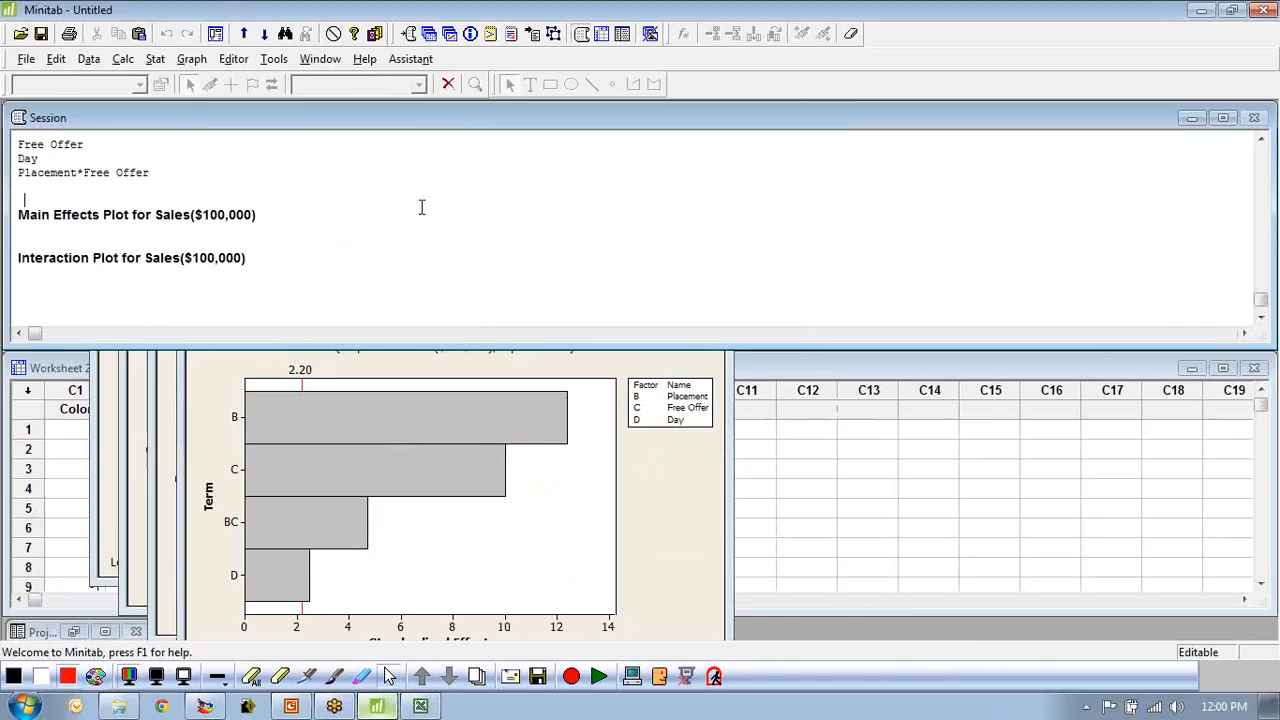 Minitab - Untitled
File Edit Data Calc Stat Graph Editor Tools Window Help Assistant
Session
Free Offer
Day
Placement*Free Offer
Main Effects Plot for Sales($100,000)
Interaction Plot for Sales($100,000)
Worksheet 2
C1 C11 C12 C13 C14 C15 C16 C17 C18 C19
Colo
1
2
3
4
5
6
7
8
9
2.20
Factor Name
B Placement
C Free Offer
D Day
B
C
BC
D
Term
0 2 4 6 8 10 12 14
Proj...
Welcome to Minitab, press F1 for help.
Editable
All
12:00 PM